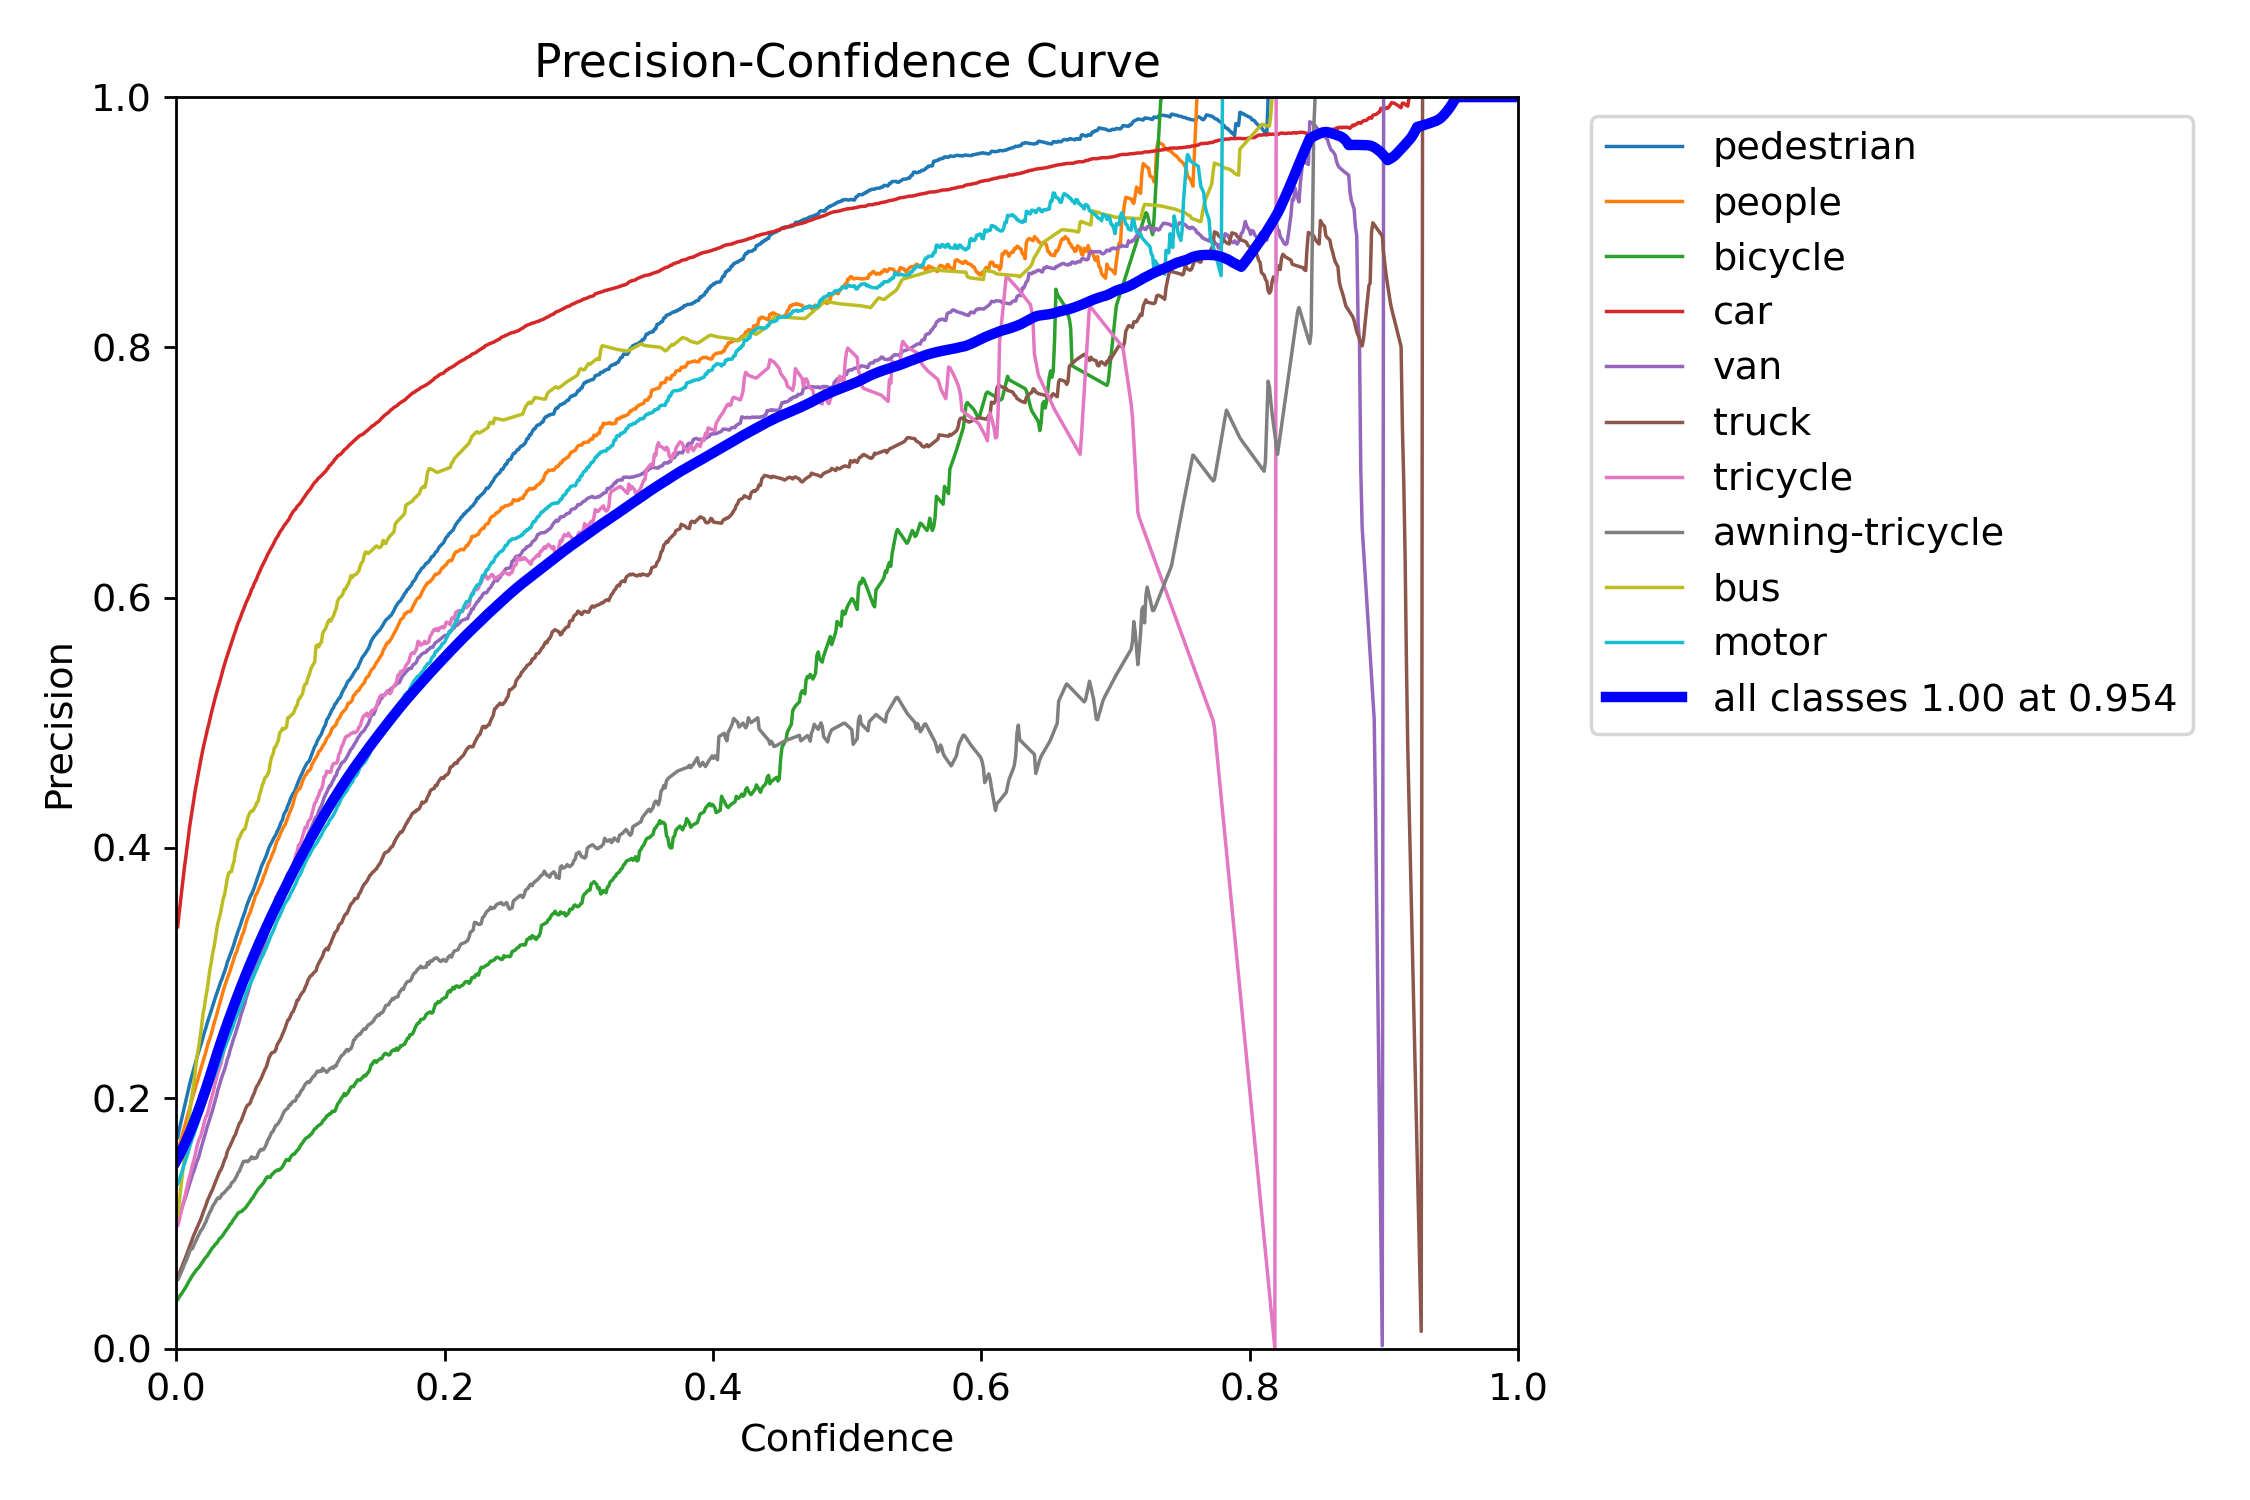 Precision-Confidence Curve
1.0
0.8
0.6
0.4
0.2
0.0
Precision
0.0 0.2 0.4 0.6 0.8 1.0
Confidence
pedestrian
people
bicycle
car
van
truck
tricycle
awning-tricycle
bus
motor
all classes 1.00 at 0.954